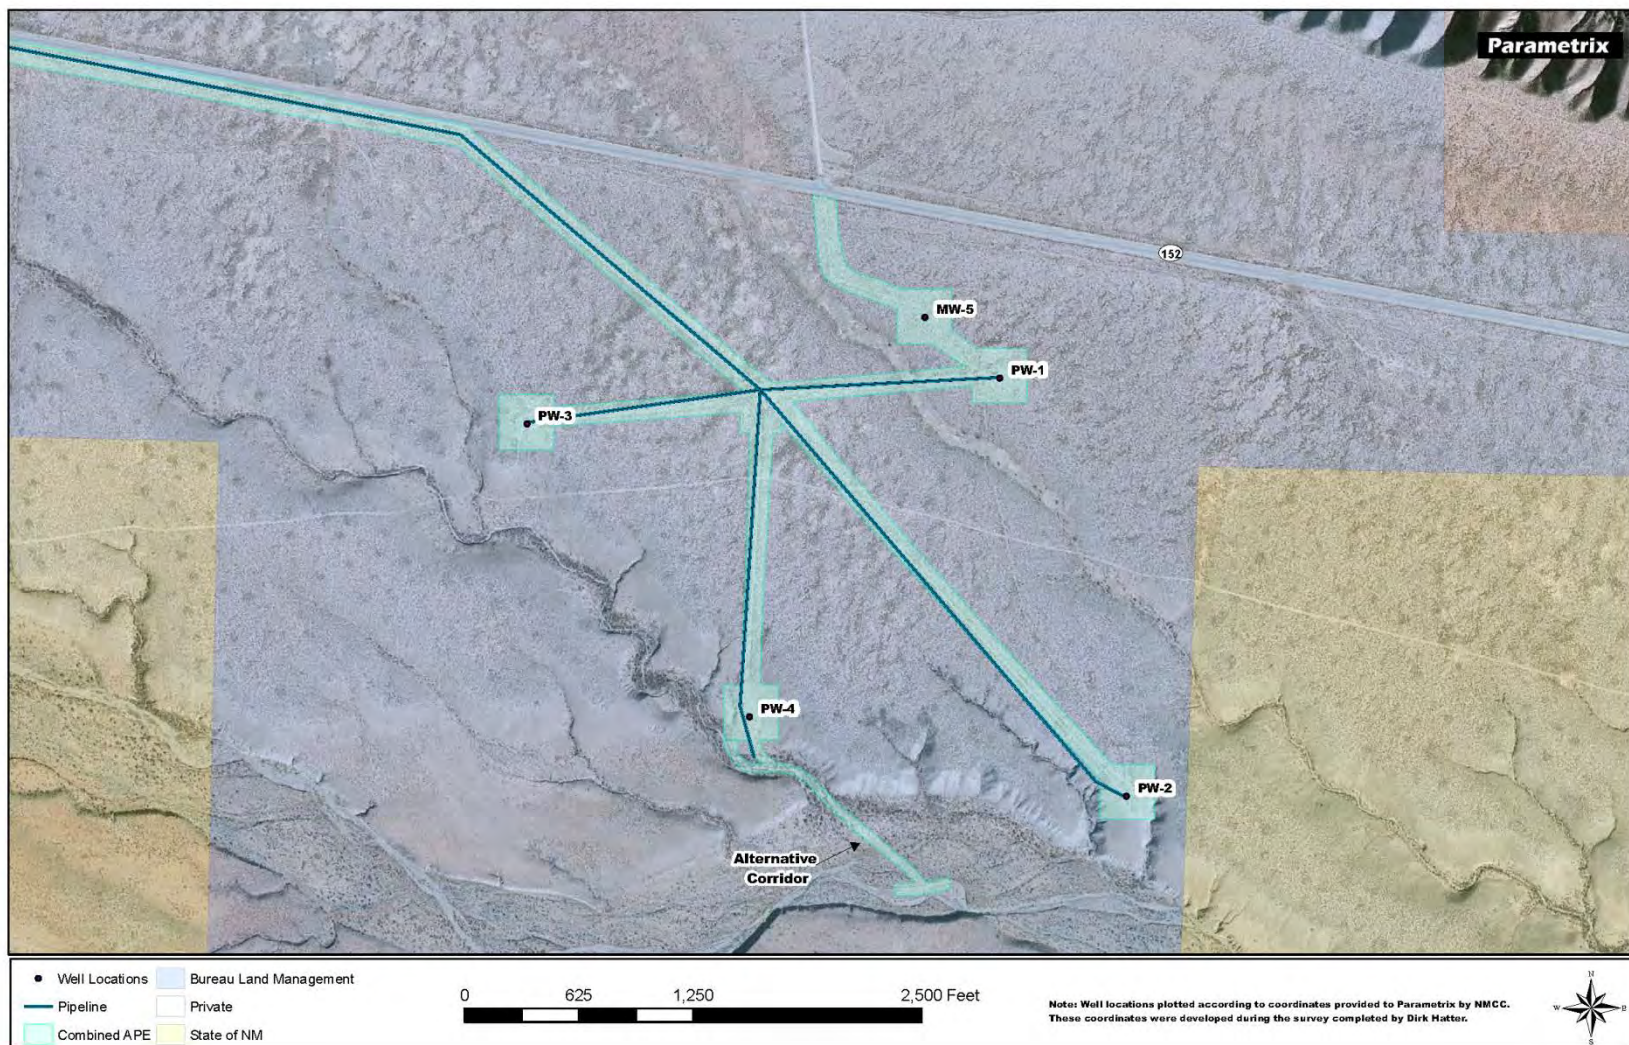 Parametrix
152
MW-5
PW-1
PW-3
PW-4
PW-2
Alternative
Corridor
Well Locations
Bureau Land Management
Pipeline
Private
Combined APE
State of NM
0 625 1,250 2,500 Feet
Note: Well locations plotted according to coordinates provided to Parametrix by NMCC.
These coordinates were developed during the survey completed by Dirk Hatter.
N
W E
S